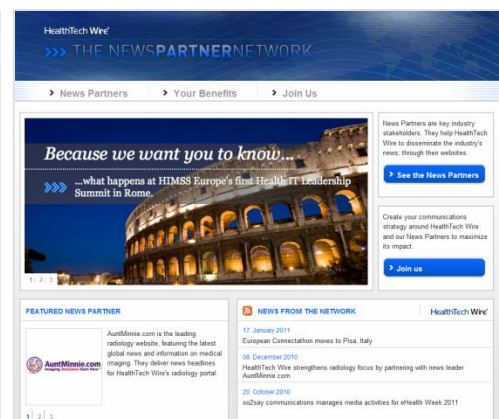 HealthTech Wire
>>> THE NEWSPARTNERNETWORK
News Partners
Your Benefits
Join Us
Because we want you to know...
...what happens at HIMSS Europe's first Health IT Leadership
Summit in Rome.
1 | 2 | 3
News Partners are key industry
stakeholders. They help HealthTech
Wire to disseminate the industry's
news, through their websites.
See the News Partners
Create your communications
strategy around HealthTech Wire
and our News Partners to maximize
its impact.
Join us
FEATURED NEWS PARTNER
AuntMinnie.com
AuntMinnie.com is the leading
radiology website, featuring the latest
global news and information on medical
imaging. They deliver news headlines
for HealthTech Wire's radiology portal.
1 | 2 | 3
NEWS FROM THE NETWORK
HealthTech Wire
17. January 2011
European Connectathon moves to Pisa, Italy
08. December 2010
HealthTech Wire strengthens radiology focus by partnering with news leader
AuntMinnie.com
20. October 2010
so2say communications manages media activities for eHealth Week 2011